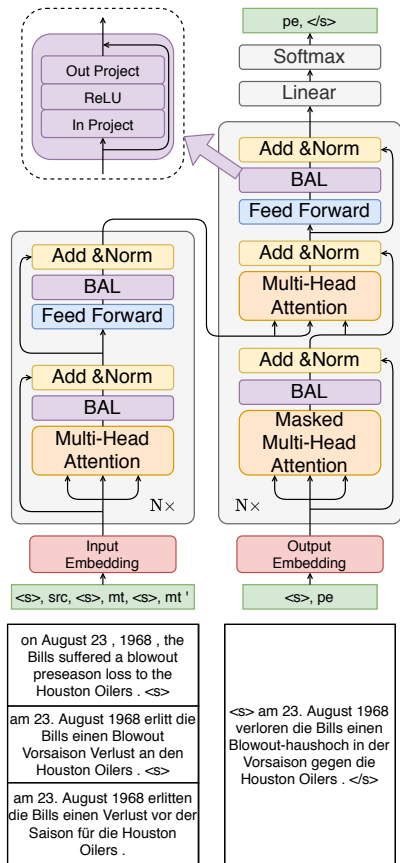 Out Project
ReLU
In Project
pe, </s>
Softmax
Linear
Add &Norm
BAL
Feed Forward
Add &Norm
Multi-Head
Attention
Add &Norm
BAL
Masked
Multi-Head
Attention
N×
Output
Embedding
<s>, pe
Add &Norm
BAL
Feed Forward
Add &Norm
BAL
Multi-Head
Attention
N×
Input
Embedding
<s>, src, <s>, mt, <s>, mt '
on August 23 , 1968 , the
Bills suffered a blowout
preseason loss to the
Houston Oilers . <s>
am 23. August 1968 erlitt die
Bills einen Blowout
Vorsaison Verlust an den
Houston Oilers . <s>
am 23. August 1968 erlitten
die Bills einen Verlust vor der
Saison für die Houston
Oilers .
<s> am 23. August 1968
verloren die Bills einen
Blowout-haushoch in der
Vorsaison gegen die
Houston Oilers . </s>